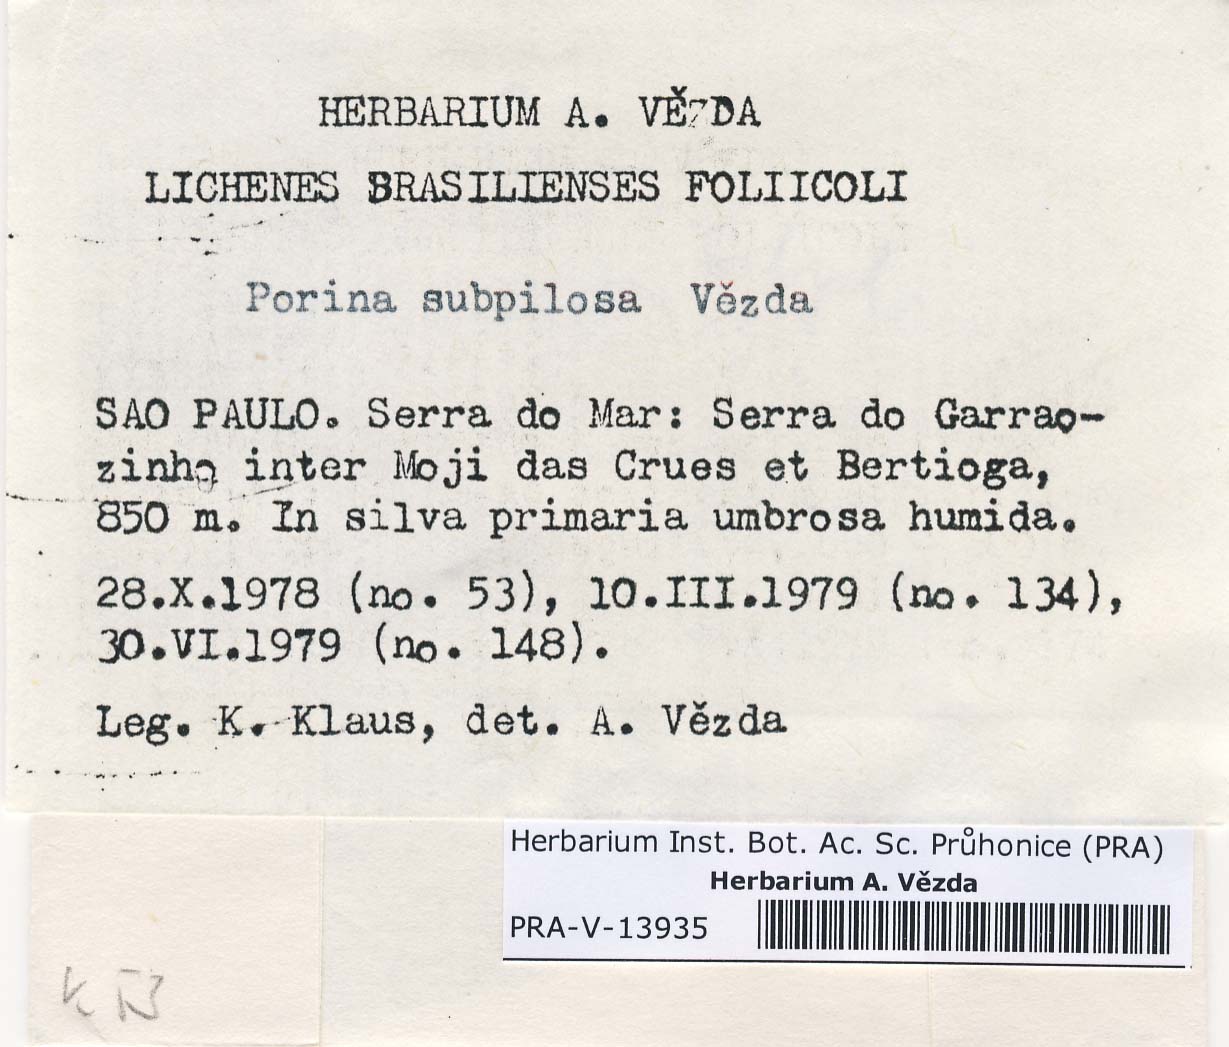 HERBARIUM A. VĚZDA
LICHENES BRASILIENSES FOLIICOLI
Porina subpilosa Vězda
SAO PAULO. Serra do Mar: Serra do Garrao-
zinho inter Moji das Crues et Bertioga,
850 m. In silva primaria umbrosa humida.
28.X.1978 (no. 53), 10.III.1979 (no. 134),
30.VI.1979 (no. 148).
Leg. K. Klaus, det. A. Vězda
Herbarium Inst. Bot. Ac. Sc. Průhonice (PRA)
Herbarium A. Vězda
PRA-V-13935